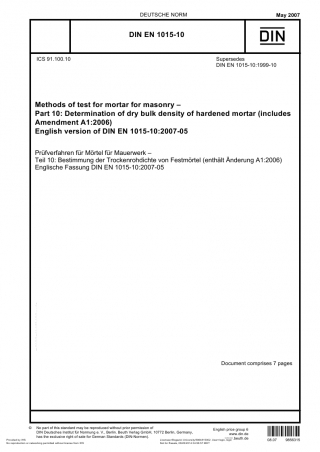 DEUTSCHE NORM
May 2007
DIN EN 1015-10
DIN
ICS 91.100.10
Supersedes
DIN EN 1015-10:1999-10
Methods of test for mortar for masonry –
Part 10: Determination of dry bulk density of hardened mortar (includes
Amendment A1:2006)
English version of DIN EN 1015-10:2007-05
Prüfverfahren für Mörtel für Mauerwerk –
Teil 10: Bestimmung der Trockenrohdichte von Festmörtel (enthält Änderung A1:2006)
Englische Fassung DIN EN 1015-10:2007-05
Document comprises 7 pages
No part of this standard may be reproduced without prior permission of
DIN Deutsches Institut für Normung e. V., Berlin. Beuth Verlag GmbH, 10772 Berlin, Germany,
has the exclusive right of sale for German Standards (DIN-Normen).
English price group 6
www.din.de
www.beuth.de